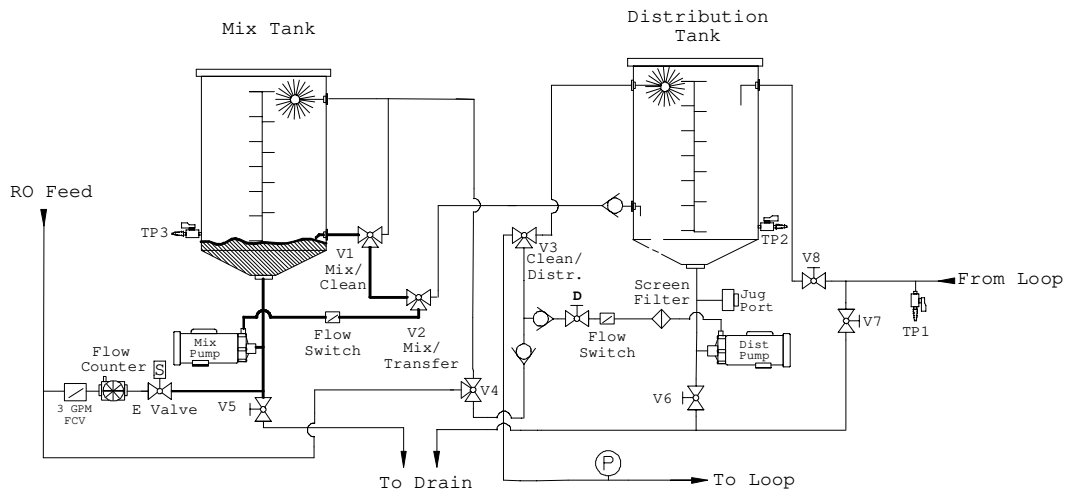 Mix Tank
Distribution
Tank
RO Feed
TP3
V1
Mix/
Clean
V3
Clean/
Distr.
TP2
V8
From Loop
Screen
Filter
Jug
Port
D
TP1
V7
Flow
Switch
V2
Mix/
Transfer
Flow
Switch
Mix
Pump
Dist
Pump
Flow
Counter
S
3 GPM
FCV
E Valve
V5
V4
V6
To Drain
P
To Loop